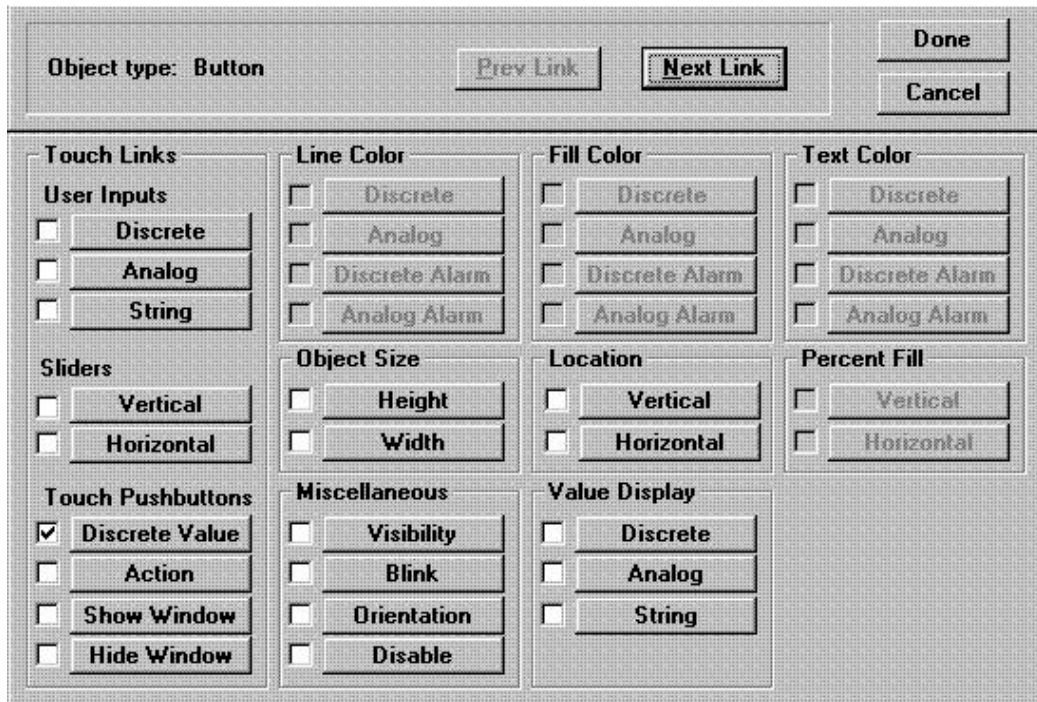 Object type: Button
Prev Link
Next Link
Done
Cancel
Touch Links
User Inputs
Discrete
Analog
String
Sliders
Vertical
Horizontal
Touch Pushbuttons
Discrete Value
Action
Show Window
Hide Window
Line Color
Discrete
Analog
Discrete Alarm
Analog Alarm
Object Size
Height
Width
Miscellaneous
Visibility
Blink
Orientation
Disable
Fill Color
Discrete
Analog
Discrete Alarm
Analog Alarm
Location
Vertical
Horizontal
Value Display
Discrete
Analog
String
Text Color
Discrete
Analog
Discrete Alarm
Analog Alarm
Percent Fill
Vertical
Horizontal